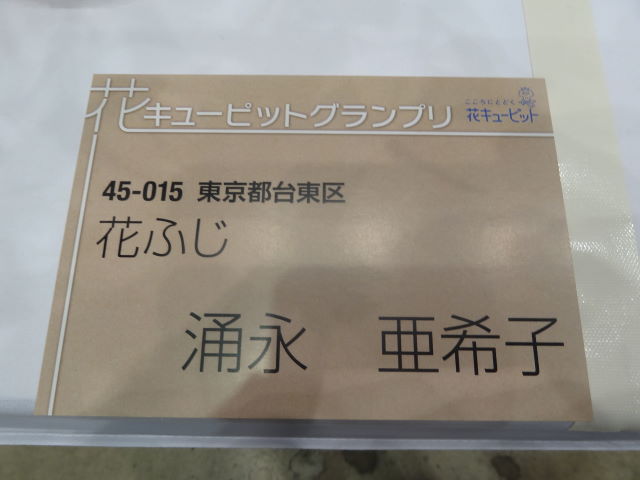 花キューピットグランプリ
こころにとどく
花キューピット
45-015 東京都台東区
花ふじ
涌永 亜希子